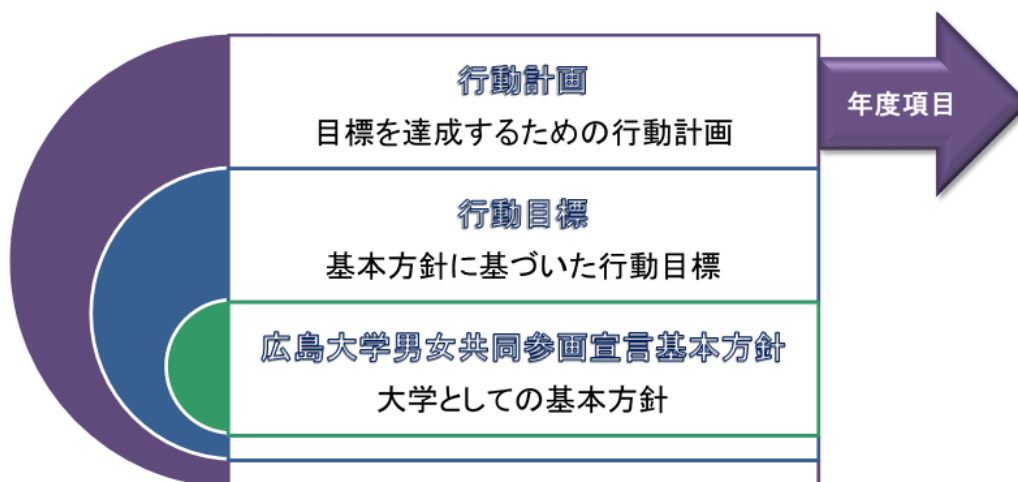 行動計画
目標を達成するための行動計画
年度項目
行動目標
基本方針に基づいた行動目標
広島大学男女共同参画宣言基本方針
大学としての基本方針